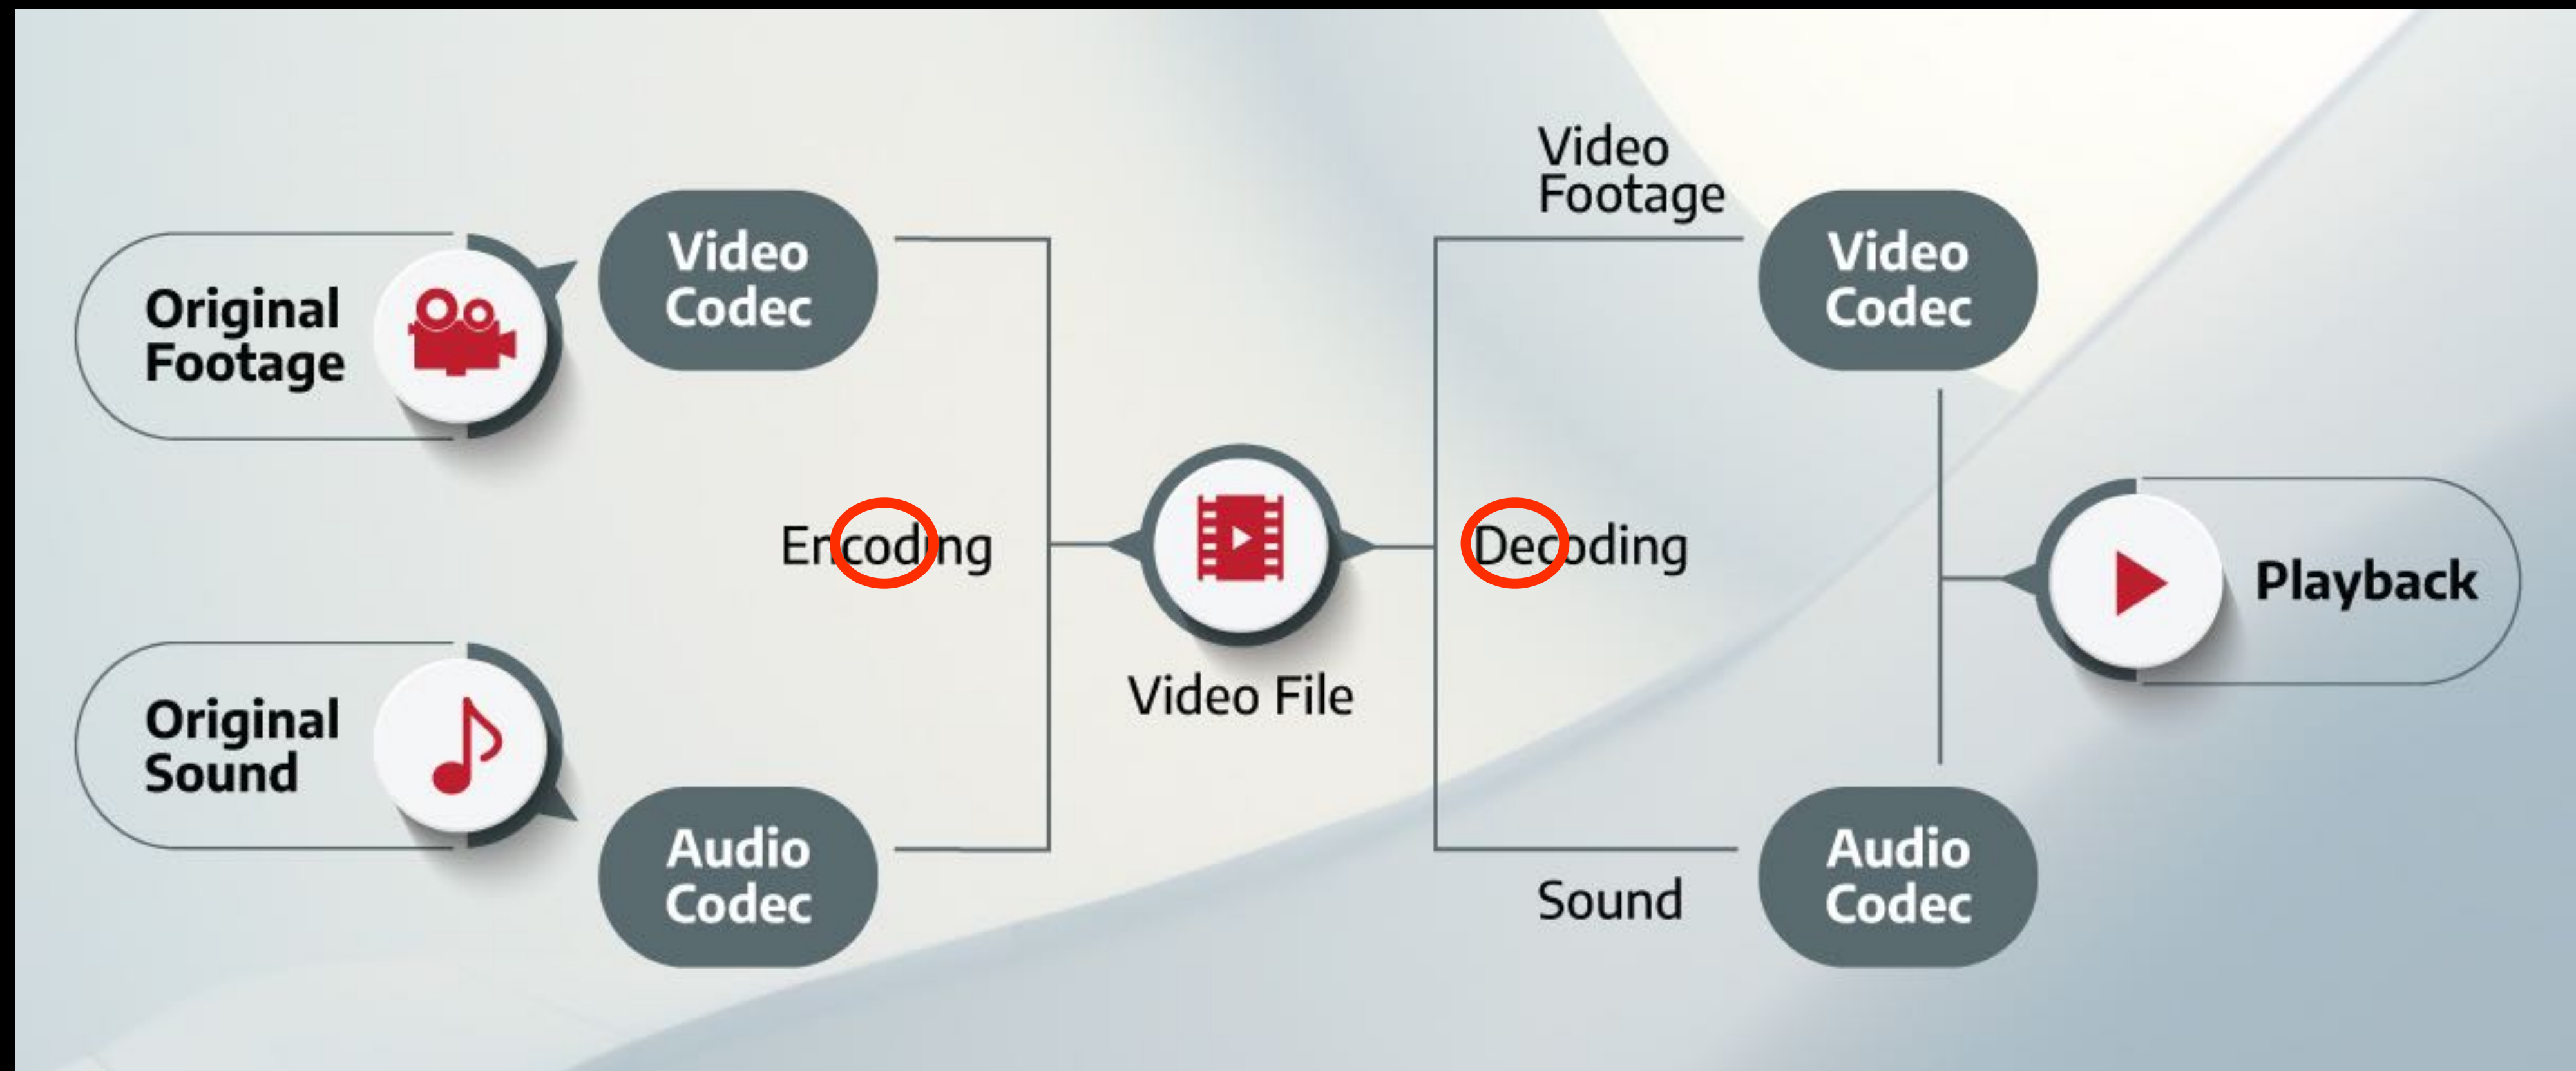 Original
Footage
Video
Codec
Encoding
Original
Sound
Audio
Codec
Video File
Video
Footage
Decoding
Sound
Video
Codec
Audio
Codec
Playback